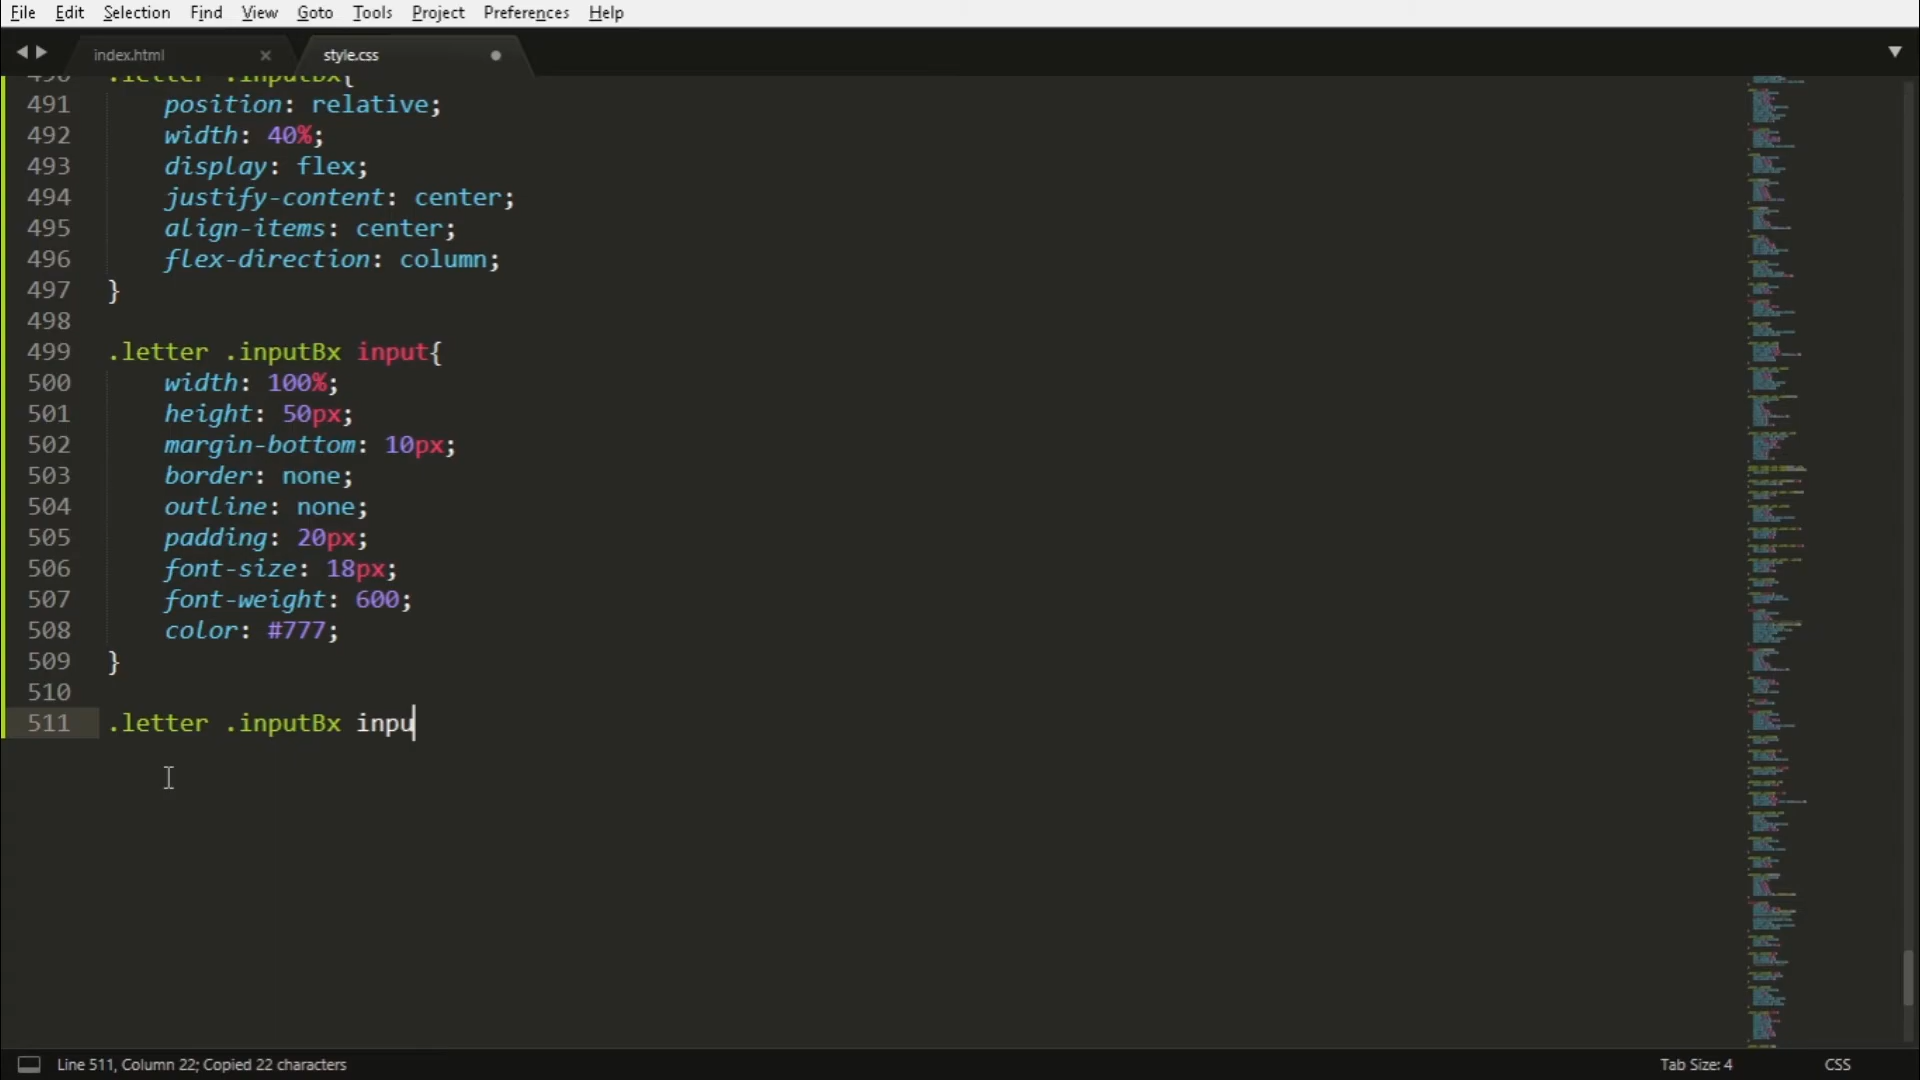 File Edit Selection Find View Goto Tools Project Preferences Help
index.html × style.css
490 .letter .inputBx{
491 position: relative;
492 width: 40%;
493 display: flex;
494 justify-content: center;
495 align-items: center;
496 flex-direction: column;
497 }
498
499 .letter .inputBx input{
500 width: 100%;
501 height: 50px;
502 margin-bottom: 10px;
503 border: none;
504 outline: none;
505 padding: 20px;
506 font-size: 18px;
507 font-weight: 600;
508 color: #777;
509 }
510
511 .letter .inputBx inpu
Line 511, Column 22; Copied 22 characters Tab Size: 4 CSS